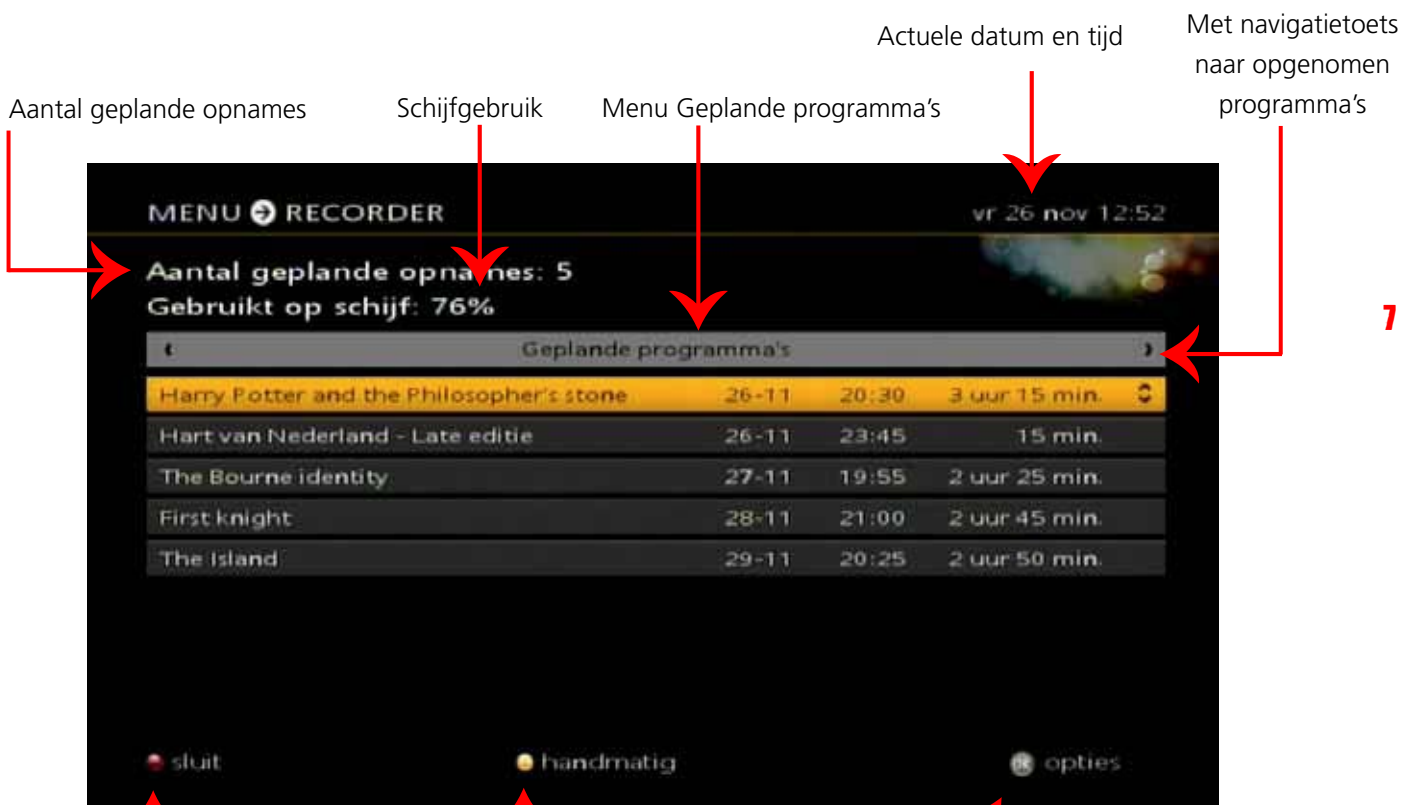 Actuele datum en tijd
Met navigatietoets
naar opgenomen
programma's
Aantal geplande opnames
Schijfgebruik
Menu Geplande programma's
MENU RECORDER
vr 26 nov 12:52
Aantal geplande opnames: 5
Gebruikt op schijf: 76%
Geplande programma's
Harry Potter and the Philosopher's stone 26-11 20:30 3 uur 15 min.
Hart van Nederland - Late editie 26-11 23:45 15 min.
The Bourne identity 27-11 19:55 2 uur 25 min.
First knight 28-11 21:00 2 uur 45 min.
The Island 29-11 20:25 2 uur 50 min.
sluit
handmatig
OK opties